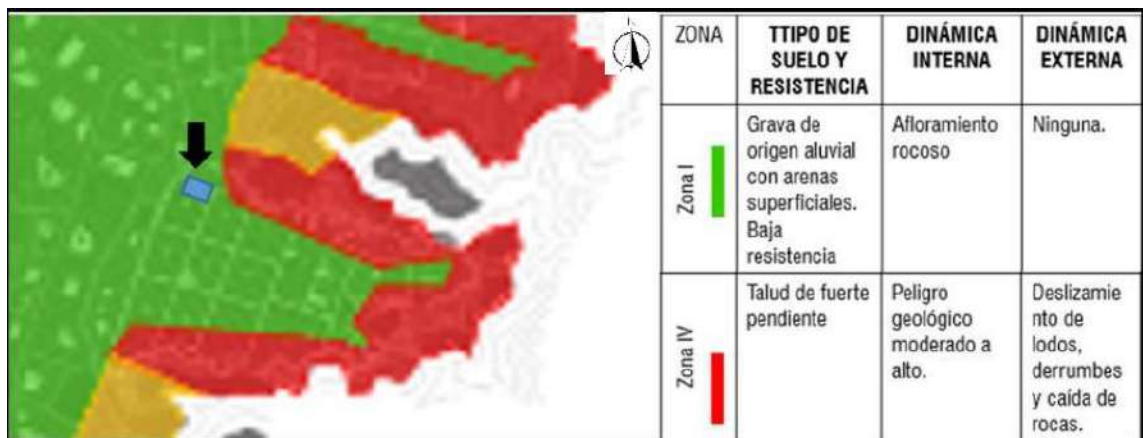 ZONA
TTIPO DE
SUELO Y
RESISTENCIA
DINÁMICA
INTERNA
DINÁMICA
EXTERNA
Zona I
Grava de
origen aluvial
con arenas
superficiales.
Baja
resistencia
Afloramiento
rocoso
Ninguna.
Zona IV
Talud de fuerte
pendiente
Peligro
geológico
moderado a
alto.
Deslizamie
nto de
lodos,
derrumbes
y caída de
rocas.